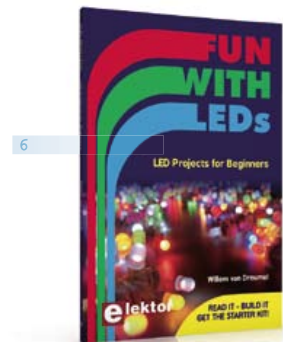 FUN
WITH
LEDs
6
LED Projects for Beginners
Willem van Dreumel
elektor
READ IT - BUILD IT
GET THE STARTER KIT!